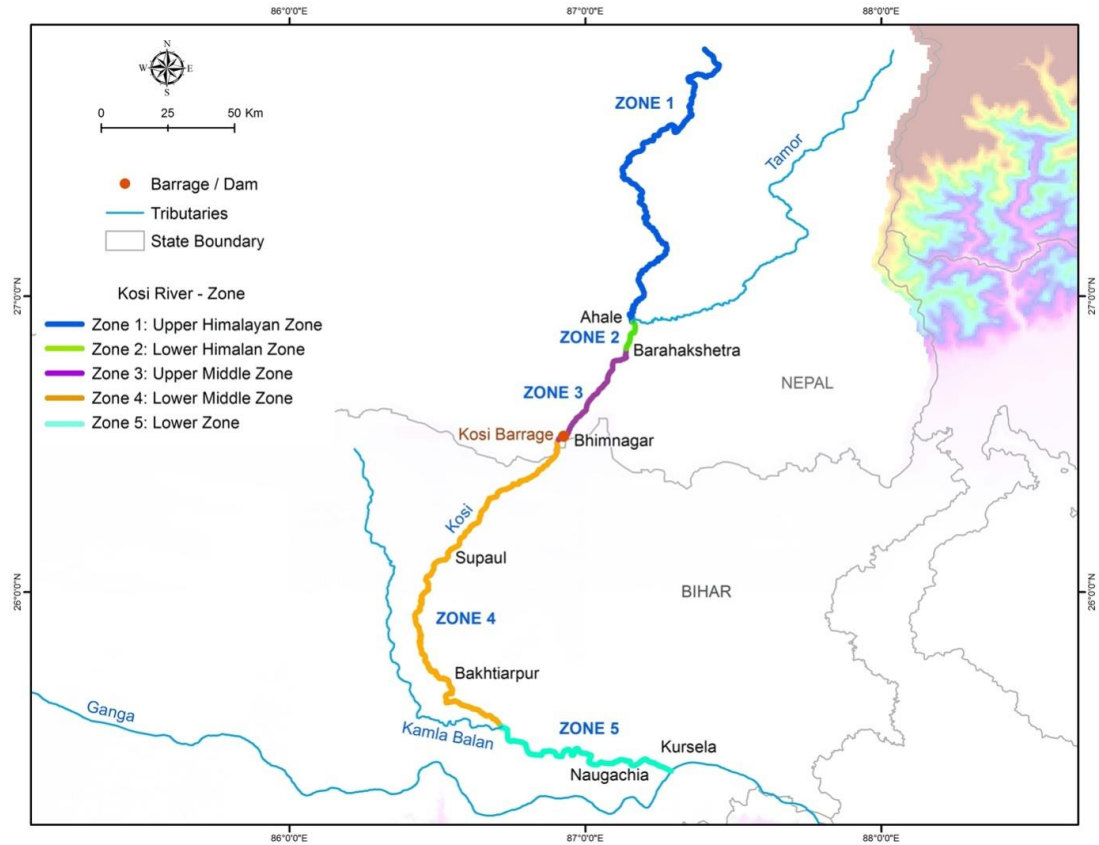 86°0'0"E
87°0'0"E
88°0'0"E
N
W E
S
0 25 50 Km
Barrage / Dam
Tributaries
State Boundary
Kosi River - Zone
Zone 1: Upper Himalayan Zone
Zone 2: Lower Himalan Zone
Zone 3: Upper Middle Zone
Zone 4: Lower Middle Zone
Zone 5: Lower Zone
ZONE 1
Tamor
27°0'0"N
27°0'0"N
Ahale
ZONE 2
Barahakshetra
NEPAL
ZONE 3
Kosi Barrage
Bhimnagar
Kosi
Supaul
26°0'0"N
26°0'0"N
BIHAR
ZONE 4
Bakhtiarpur
Ganga
Kamla Balan
ZONE 5
Kursela
Naugachia
86°0'0"E
87°0'0"E
88°0'0"E